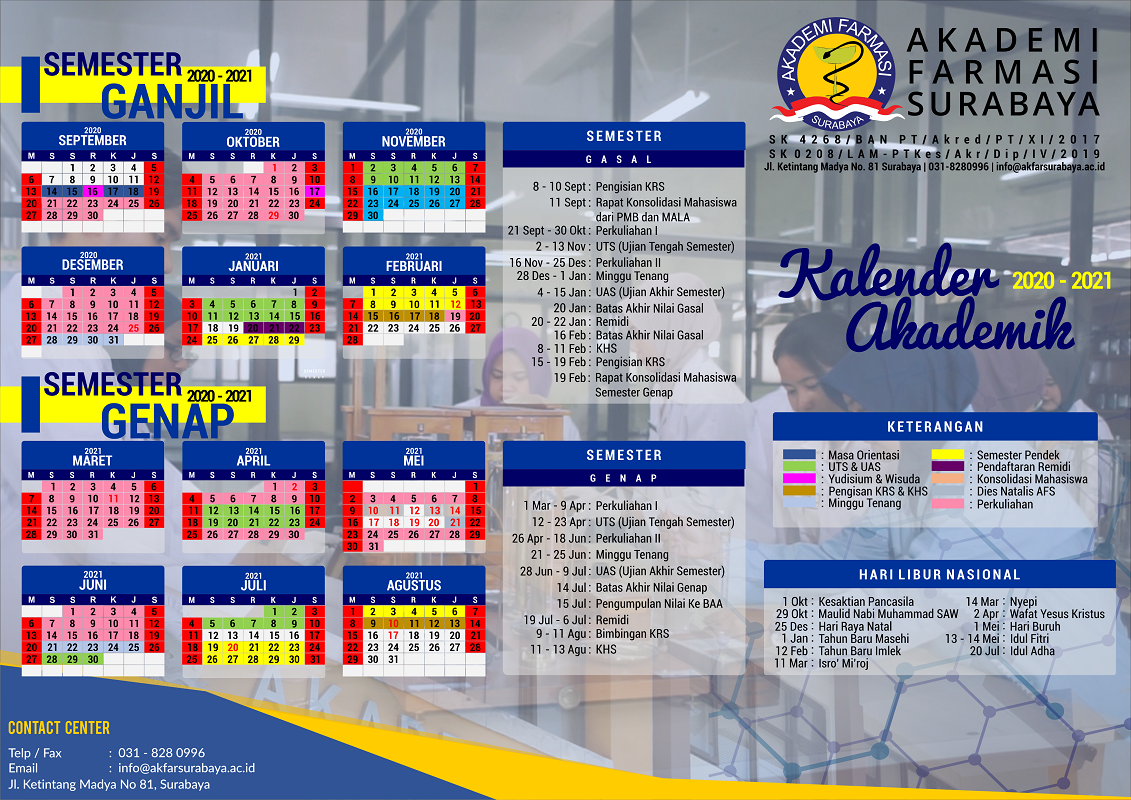 SEMESTER
2020 - 2021
GANJIL
2020
SEPTEMBER
M S S R K J S
1 2 3 4 5
6 7 8 9 10 11 12
13 14 15 16 17 18 19
20 21 22 23 24 25 26
27 28 29 30
2020
OKTOBER
M S S R K J S
1 2 3
4 5 6 7 8 9 10
11 12 13 14 15 16 17
18 19 20 21 22 23 24
25 26 27 28 29 30
2020
NOVEMBER
M S S R K J S
1 2 3 4 5 6 7
8 9 10 11 12 13 14
15 16 17 18 19 20 21
22 23 24 25 26 27 28
29 30
2020
DESEMBER
M S S R K J S
1 2 3 4 5
6 7 8 9 10 11 12
13 14 15 16 17 18 19
20 21 22 23 24 25 26
27 28 29 30 31
2021
JANUARI
M S S R K J S
1 2
3 4 5 6 7 8 9
10 11 12 13 14 15 16
17 18 19 20 21 22 23
24 25 26 27 28 29
2021
FEBRUARI
M S S R K J S
1 2 3 4 5 6
7 8 9 10 11 12 13
14 15 16 17 18 19 20
21 22 23 24 25 26 27
28
SEMESTER
GASAL
8 - 10 Sept : Pengisian KRS
11 Sept : Rapat Konsolidasi Mahasiswa
dari PMB dan MALA
21 Sept - 30 Okt : Perkuliahan I
2 - 13 Nov : UTS (Ujian Tengah Semester)
16 Nov - 25 Des : Perkuliahan II
28 Des - 1 Jan : Minggu Tenang
4 - 15 Jan : UAS (Ujian Akhir Semester)
20 Jan : Batas Akhir Nilai Gasal
20 - 22 Jan : Remidi
16 Feb : Batas Akhir Nilai Gasal
8 - 11 Feb : KHS
15 - 19 Feb : Pengisian KRS
19 Feb : Rapat Konsolidasi Mahasiswa
Semester Genap
SEMESTER
2020 - 2021
GENAP
2021
MARET
M S S R K J S
1 2 3 4 5 6
7 8 9 10 11 12 13
14 15 16 17 18 19 20
21 22 23 24 25 26 27
28 29 30 31
2021
APRIL
M S S R K J S
1 2 3
4 5 6 7 8 9 10
11 12 13 14 15 16 17
18 19 20 21 22 23 24
25 26 27 28 29 30
2021
MEI
M S S R K J S
1
2 3 4 5 6 7 8
9 10 11 12 13 14 15
16 17 18 19 20 21 22
23 24 25 26 27 28 29
30 31
2021
JUNI
M S S R K J S
1 2 3 4 5
6 7 8 9 10 11 12
13 14 15 16 17 18 19
20 21 22 23 24 25 26
27 28 29 30
2021
JULI
M S S R K J S
1 2 3
4 5 6 7 8 9 10
11 12 13 14 15 16 17
18 19 20 21 22 23 24
25 26 27 28 29 30 31
2021
AGUSTUS
M S S R K J S
1 2 3 4 5 6 7
8 9 10 11 12 13 14
15 16 17 18 19 20 21
22 23 24 25 26 27 28
29 30 31
SEMESTER
GENAP
1 Mar - 9 Apr : Perkuliahan I
12 - 23 Apr : UTS (Ujian Tengah Semester)
26 Apr - 18 Jun : Perkuliahan II
21 - 25 Jun : Minggu Tenang
28 Jun - 9 Jul : UAS (Ujian Akhir Semester)
14 Jul : Batas Akhir Nilai Genap
15 Jul : Pengumpulan Nilai Ke BAA
19 Jul - 6 Jul : Remidi
9 - 11 Agu : Bimbingan KRS
11 - 13 Agu : KHS
AKADEMI FARMASI
SURABAYA
AKADEMI
FARMASI
SURABAYA
SK 4268/BAN PT/Akred/PT/XI/2017
SK 0208/LAM-PTKes/Akr/Dip/IV/2019
Jl. Ketintang Madya No. 81 Surabaya | 031-8280996 | info@akfarsurabaya.ac.id
Kalender 2020 - 2021
Akademik
KETERANGAN
: Masa Orientasi
: UTS & UAS
: Yudisium & Wisuda
: Pengisan KRS & KHS
: Minggu Tenang
: Semester Pendek
: Pendaftaran Remidi
: Konsolidasi Mahasiswa
: Dies Natalis AFS
: Perkuliahan
HARI LIBUR NASIONAL
1 Okt : Kesaktian Pancasila
29 Okt : Maulid Nabi Muhammad SAW
25 Des : Hari Raya Natal
1 Jan : Tahun Baru Masehi
12 Feb : Tahun Baru Imlek
11 Mar : Isro' Mi'roj
14 Mar : Nyepi
2 Apr : Wafat Yesus Kristus
1 Mei : Hari Buruh
13 - 14 Mei : Idul Fitri
20 Jul : Idul Adha
CONTACT CENTER
Telp / Fax : 031 - 828 0996
Email : info@akfarsurabaya.ac.id
Jl. Ketintang Madya No 81, Surabaya